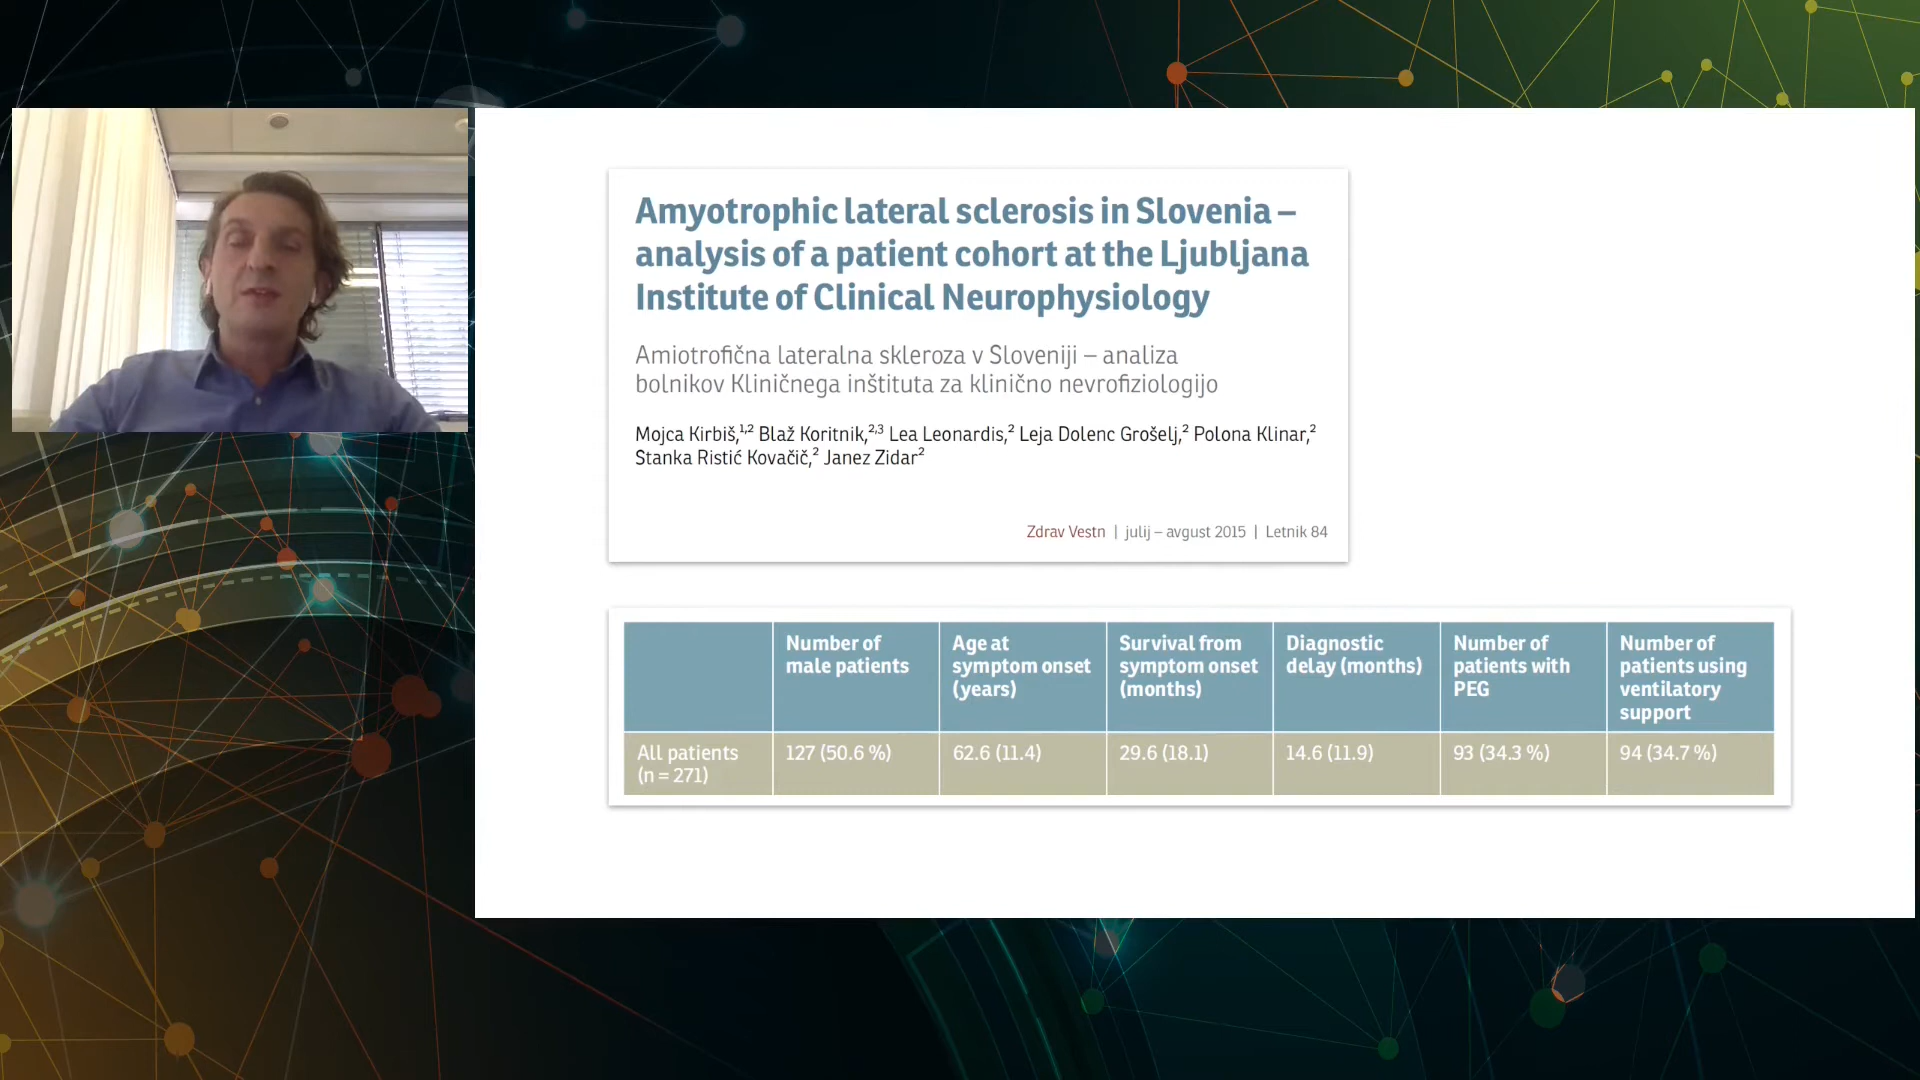 Amyotrophic lateral sclerosis in Slovenia –
analysis of a patient cohort at the Ljubljana
Institute of Clinical Neurophysiology
Amiotrofična lateralna skleroza v Sloveniji – analiza
bolnikov Kliničnega inštituta za klinično nevrofiziologijo
Mojca Kirbiš,¹,² Blaž Koritnik,²,³ Lea Leonardis,² Leja Dolenc Grošelj,² Polona Klinar,²
Stanka Ristić Kovačič,² Janez Zidar²
Zdrav Vestn | julij – avgust 2015 | Letnik 84
Number of
male patients
Age at
symptom onset
(years)
Survival from
symptom onset
(months)
Diagnostic
delay (months)
Number of
patients with
PEG
Number of
patients using
ventilatory
support
All patients
(n = 271)
127 (50.6 %)
62.6 (11.4)
29.6 (18.1)
14.6 (11.9)
93 (34.3 %)
94 (34.7 %)